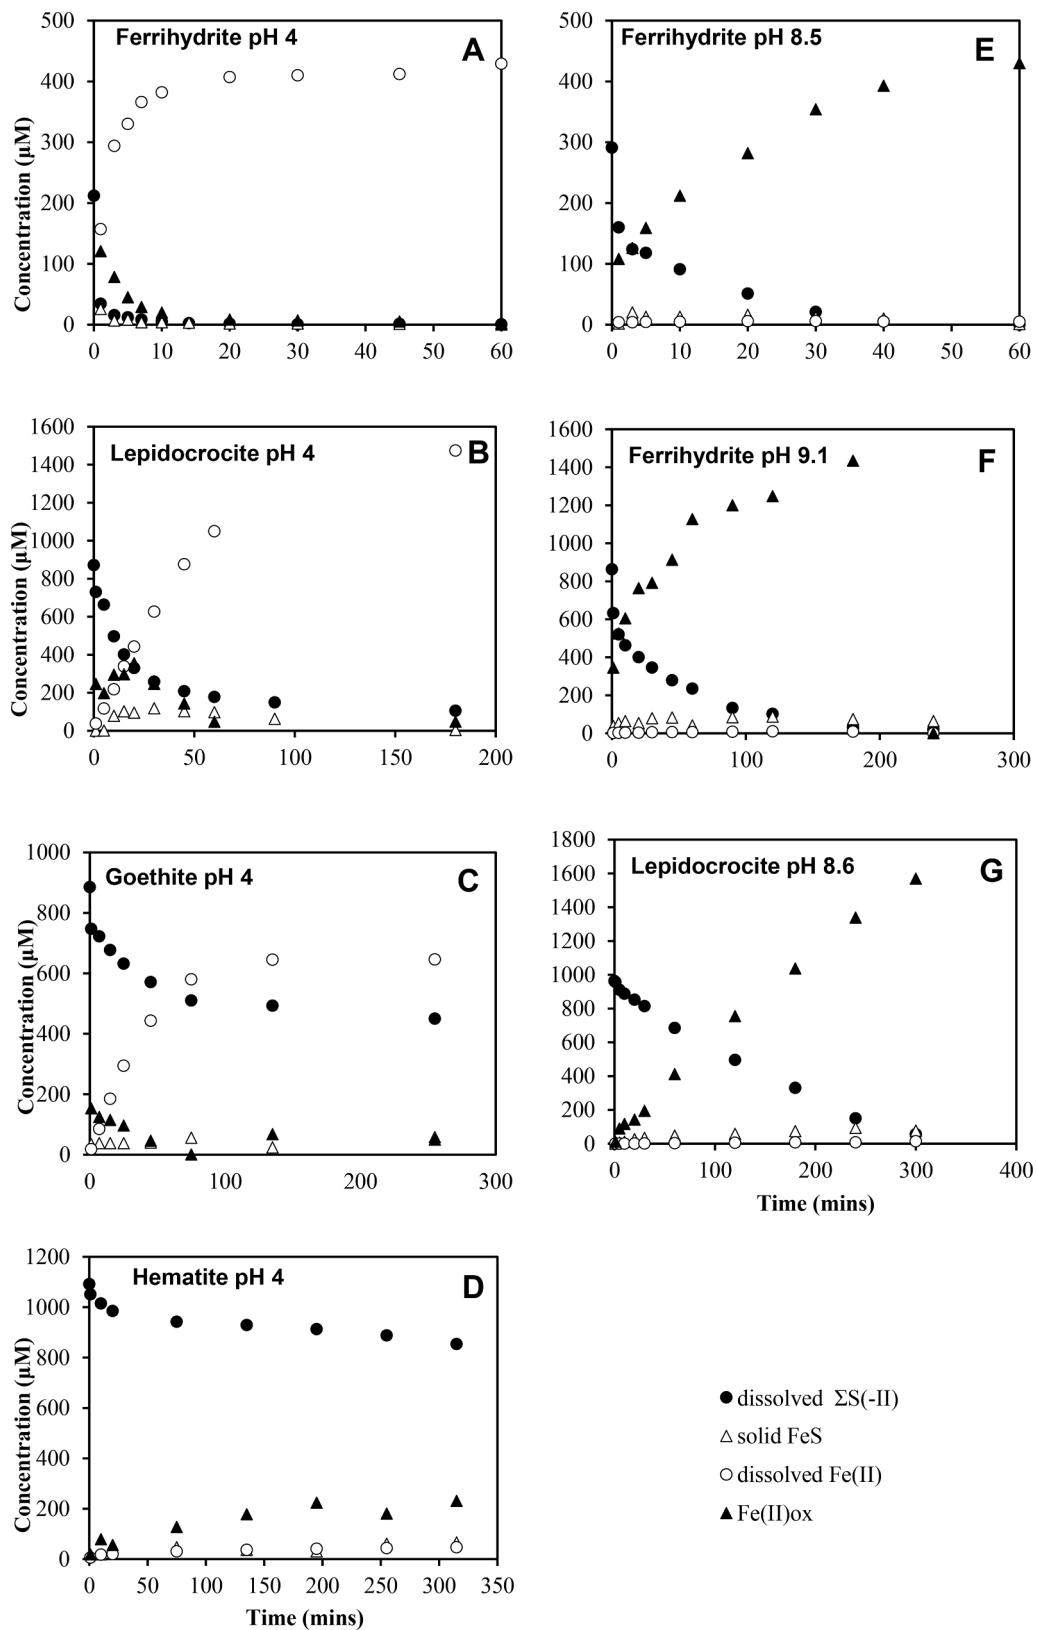 Ferrihydrite pH 4
A
Concentration (µM)
500
400
300
200
100
0
0 10 20 30 40 50 60
Ferrihydrite pH 8.5
E
500
400
300
200
100
0
0 10 20 30 40 50 60
Lepidocrocite pH 4
B
Concentration (µM)
1600
1400
1200
1000
800
600
400
200
0
0 50 100 150 200
Ferrihydrite pH 9.1
F
1600
1400
1200
1000
800
600
400
200
0
0 100 200 300
Goethite pH 4
C
Concentration (µM)
1000
800
600
400
200
0
0 100 200 300
Lepidocrocite pH 8.6
G
1800
1600
1400
1200
1000
800
600
400
200
0
0 100 200 300 400
Time (mins)
Hematite pH 4
D
Concentration (µM)
1200
1000
800
600
400
200
0
0 50 100 150 200 250 300 350
Time (mins)
dissolved ΣS(-II)
solid FeS
dissolved Fe(II)
Fe(II)ox